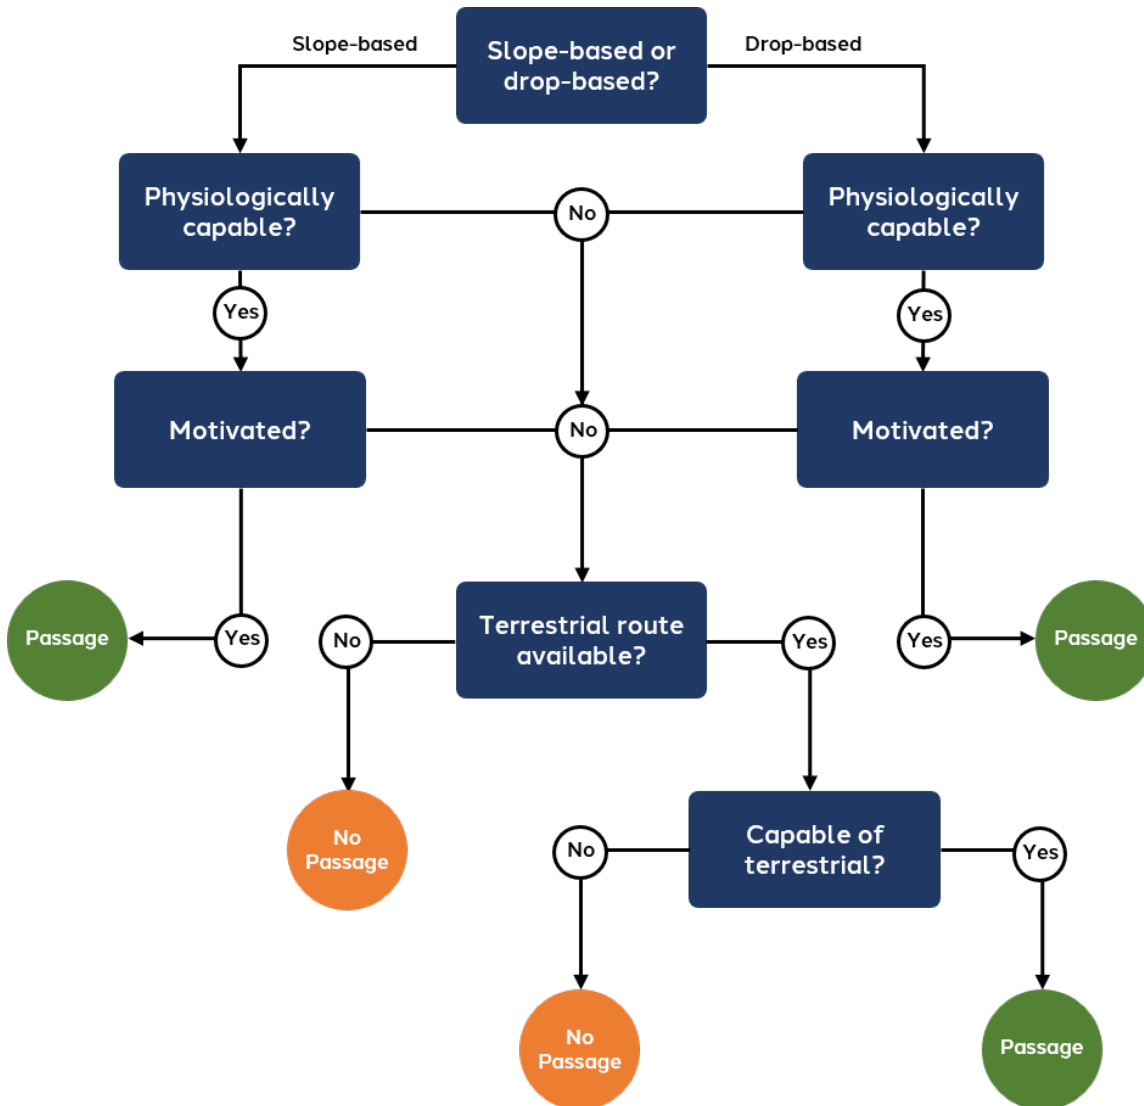 Slope-based
Slope-based or
drop-based?
Drop-based
Physiologically
capable?
No
Physiologically
capable?
Yes
Yes
Motivated?
No
Motivated?
Passage
Yes
No
Terrestrial route
available?
Yes
Yes
Passage
No
Passage
No
Capable of
terrestrial?
Yes
No
Passage
Passage